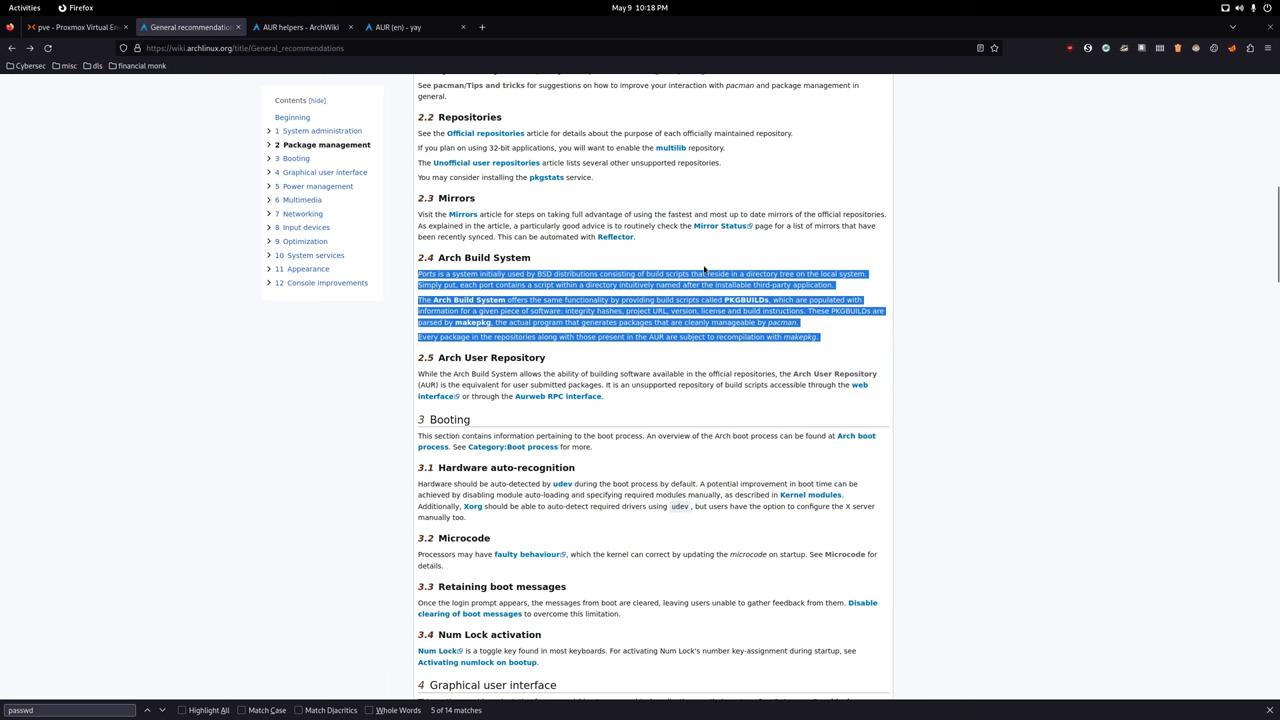 Activities
Firefox
May 9 10:18 PM
pve - Proxmox Virtual En
General recommendation
AUR helpers - ArchWiki
AUR (en) - yay
https://wiki.archlinux.org/title/General_recommendations
Cybersec
misc
dls
financial monk
Contents [hide]
Beginning
1 System administration
2 Package management
3 Booting
4 Graphical user interface
5 Power management
6 Multimedia
7 Networking
8 Input devices
9 Optimization
10 System services
11 Appearance
12 Console improvements
See pacman/Tips and tricks for suggestions on how to improve your interaction with pacman and package management in
general.
2.2 Repositories
See the Official repositories article for details about the purpose of each officially maintained repository.
If you plan on using 32-bit applications, you will want to enable the multilib repository.
The Unofficial user repositories article lists several other unsupported repositories.
You may consider installing the pkgstats service.
2.3 Mirrors
Visit the Mirrors article for steps on taking full advantage of using the fastest and most up to date mirrors of the official repositories.
As explained in the article, a particularly good advice is to routinely check the Mirror Status page for a list of mirrors that have
been recently synced. This can be automated with Reflector.
2.4 Arch Build System
Ports is a system initially used by BSD distributions consisting of build scripts that reside in a directory tree on the local system.
Simply put, each port contains a script within a directory intuitively named after the installable third-party application.
The Arch Build System offers the same functionality by providing build scripts called PKGBUILDs, which are populated with
information for a given piece of software: integrity hashes, project URL, version, license and build instructions. These PKGBUILDs are
parsed by makepkg, the actual program that generates packages that are cleanly manageable by pacman.
Every package in the repositories along with those present in the AUR are subject to recompilation with makepkg.
2.5 Arch User Repository
While the Arch Build System allows the ability of building software available in the official repositories, the Arch User Repository
(AUR) is the equivalent for user submitted packages. It is an unsupported repository of build scripts accessible through the web
interface or through the Aurweb RPC interface.
3 Booting
This section contains information pertaining to the boot process. An overview of the Arch boot process can be found at Arch boot
process. See Category:Boot process for more.
3.1 Hardware auto-recognition
Hardware should be auto-detected by udev during the boot process by default. A potential improvement in boot time can be
achieved by disabling module auto-loading and specifying required modules manually, as described in Kernel modules.
Additionally, Xorg should be able to auto-detect required drivers using udev, but users have the option to configure the X server
manually too.
3.2 Microcode
Processors may have faulty behaviour, which the kernel can correct by updating the microcode on startup. See Microcode for
details.
3.3 Retaining boot messages
Once the login prompt appears, the messages from boot are cleared, leaving users unable to gather feedback from them. Disable
clearing of boot messages to overcome this limitation.
3.4 Num Lock activation
Num Lock is a toggle key found in most keyboards. For activating Num Lock's number key-assignment during startup, see
Activating numlock on bootup.
4 Graphical user interface
passwd
Highlight All
Match Case
Match Diacritics
Whole Words
5 of 14 matches